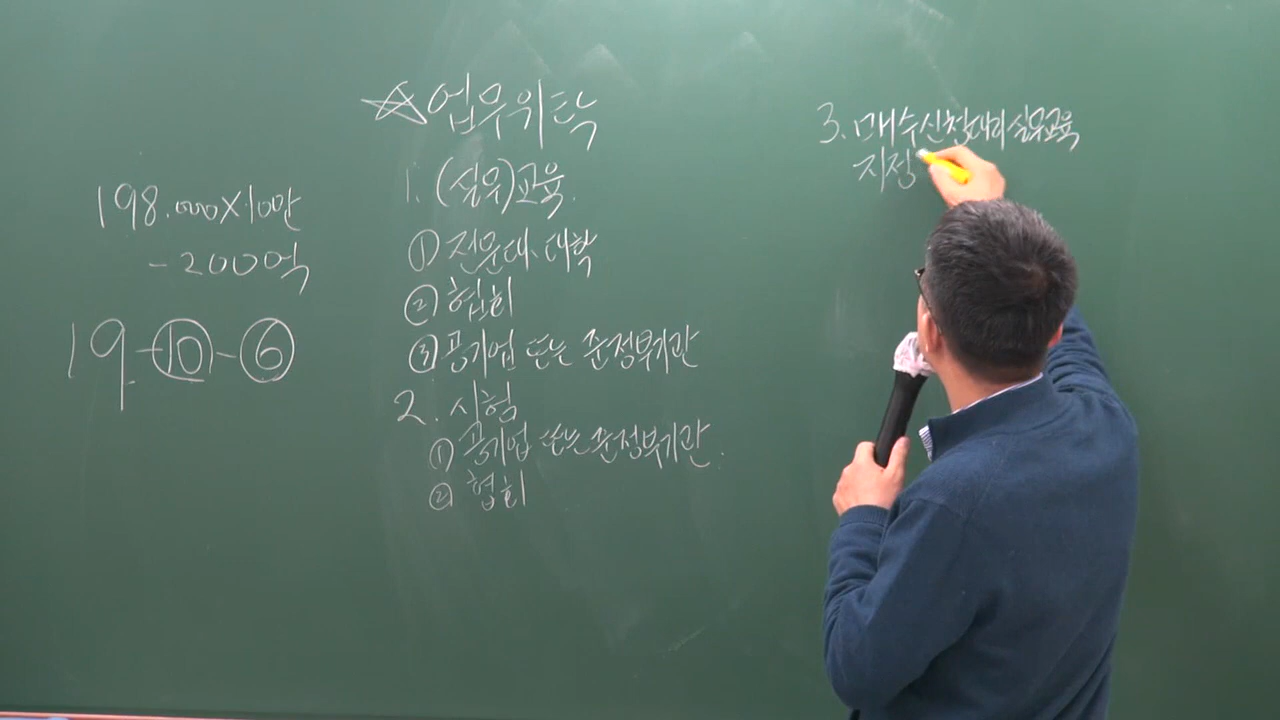 198.000×10만
-200억
19-⑩-⑥
☆업무위탁
1. (실무)교육.
① 전문대. 대학
② 협회
③ 공기업 또는 준정부기관
2. 시험
① 공기업 또는 준정부기관.
② 협회
3. 매수신청대리실무교육
지정